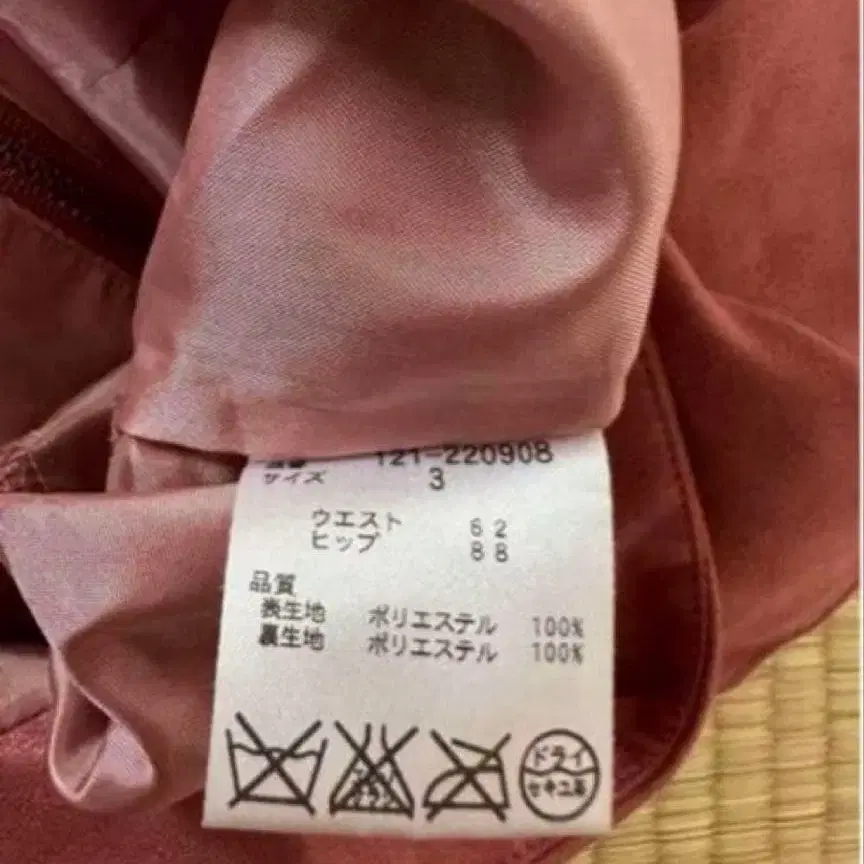 121-220908
サイズ 3
ウエスト 62
ヒップ 88
品質
表生地 ポリエステル 100%
裏生地 ポリエステル 100%
ドライ
セキユ系